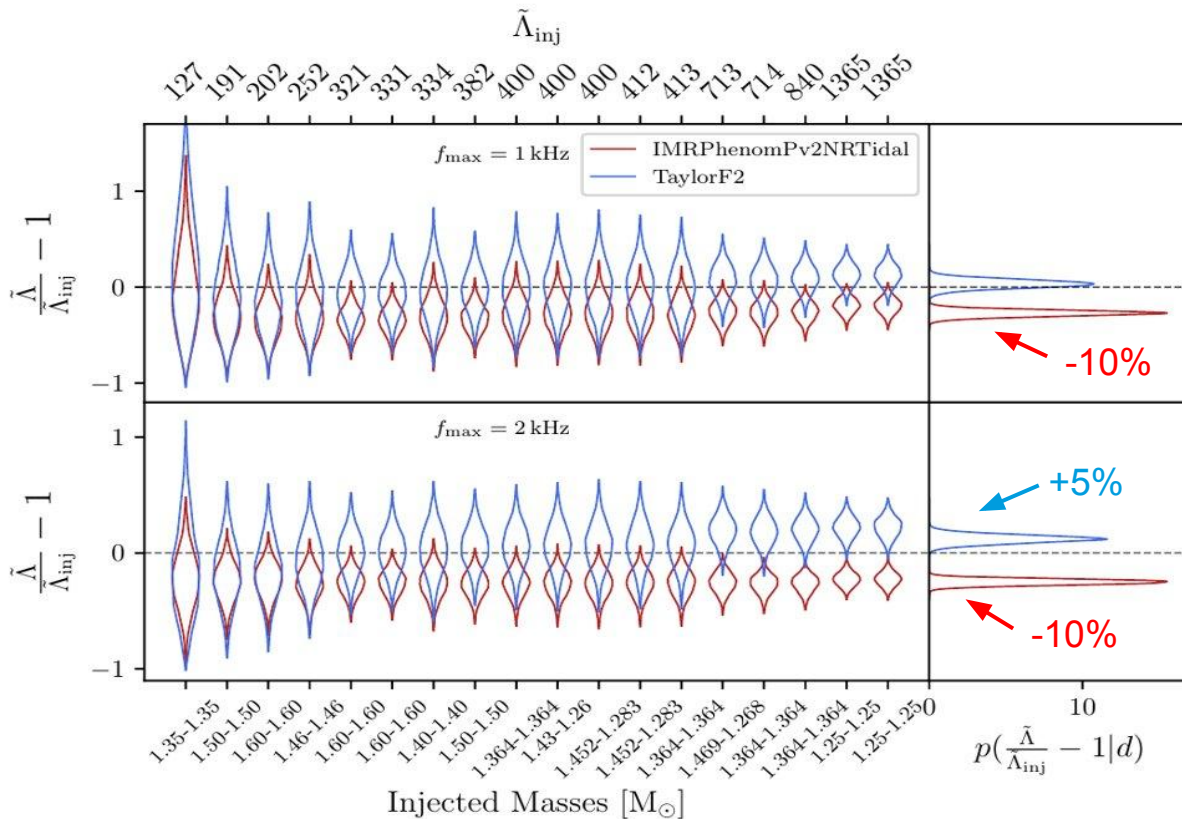 Λ̃inj
127 191 202 252 321 331 334 382 400 400 400 412 413 713 714 840 1365 1365
fmax = 1 kHz
IMRPhenomPv2NRTidal
TaylorF2
Λ̃/Λ̃inj − 1
1
0
−1
-10%
fmax = 2 kHz
Λ̃/Λ̃inj − 1
1
0
−1
+5%
-10%
1.35-1.35 1.50-1.50 1.60-1.60 1.46-1.46 1.60-1.60 1.60-1.60 1.40-1.40 1.50-1.50 1.364-1.364 1.43-1.26 1.452-1.283 1.452-1.283 1.364-1.364 1.469-1.268 1.364-1.364 1.364-1.364 1.25-1.25 1.25-1.25
0 10
Injected Masses [M⊙]
p(Λ̃/Λ̃inj − 1|d)